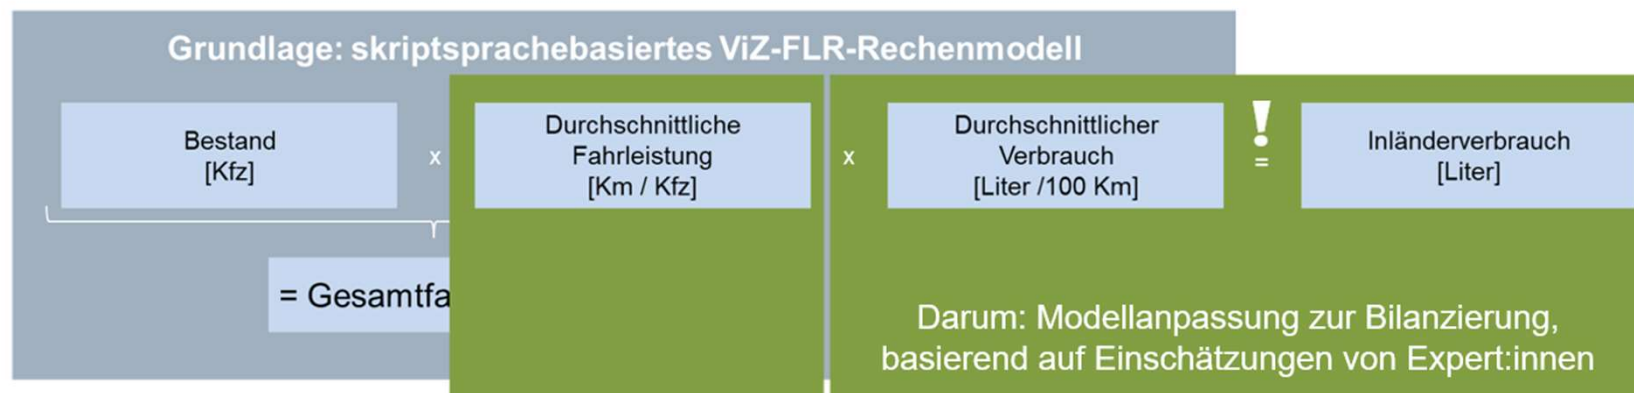 Grundlage: skriptsprachebasiertes ViZ-FLR-Rechenmodell
Bestand
[Kfz]
x
Durchschnittliche
Fahrleistung
[Km / Kfz]
x
Durchschnittlicher
Verbrauch
[Liter /100 Km]
!
=
Inländerverbrauch
[Liter]
= Gesamtfa
Darum: Modellanpassung zur Bilanzierung,
basierend auf Einschätzungen von Expert:innen